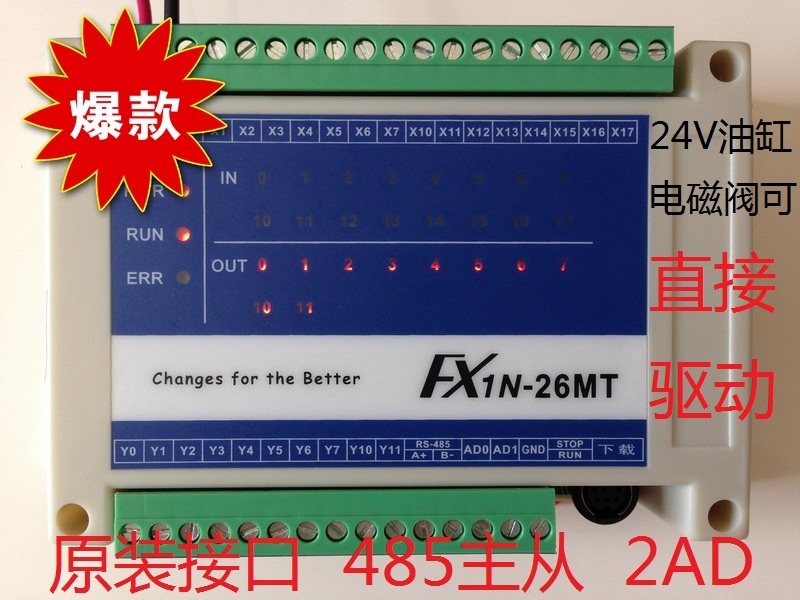 爆款
X1 X2 X3 X4 X5 X6 X7 X10 X11 X12 X13 X14 X15 X16 X17
24V油缸
电磁阀可
直接
驱动
R
IN 0 1 2 3 4 5 6 7
10 11 12 13 14 15 16 17
RUN
OUT 0 1 2 3 4 5 6 7
ERR
10 11
Changes for the Better
FX1N-26MT
Y0 Y1 Y2 Y3 Y4 Y5 Y6 Y7 Y10 Y11 RS-485 A+ B- AD0 AD1 GND STOP RUN 下载
原装接口 485主从 2AD